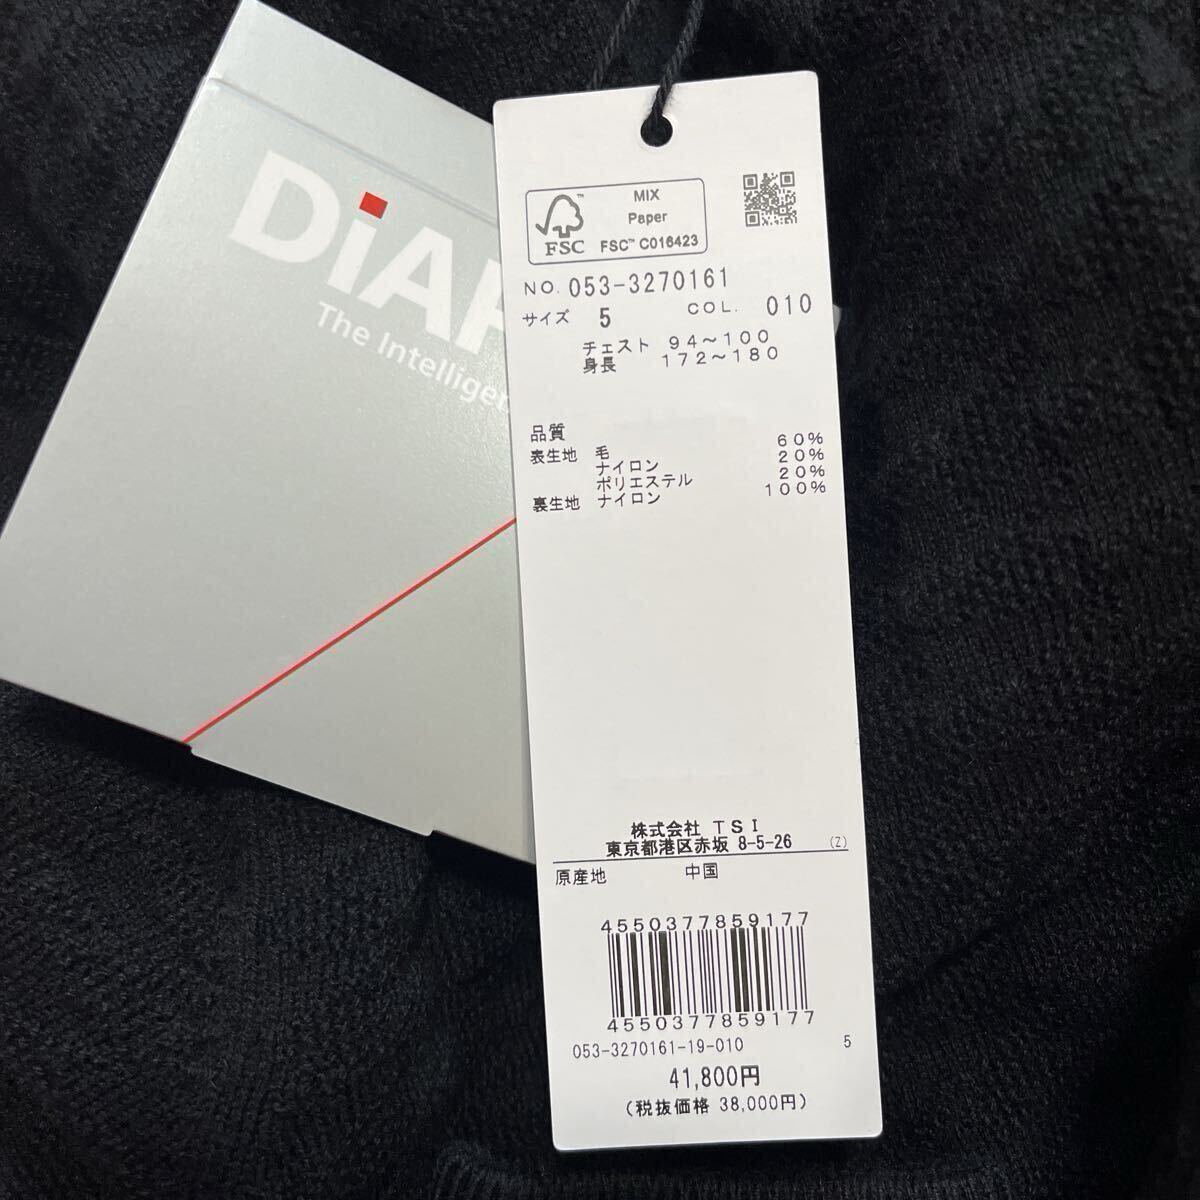 DiA
The Intellige
MIX
Paper
FSC™ C016423
FSC
NO. 053-3270161
サイズ 5 COL. 010
チェスト 94～100
身長 172～180
品質
表生地 毛 60%
ナイロン 20%
ポリエステル 20%
裏生地 ナイロン 100%
株式会社 TSI
東京都港区赤坂 8-5-26 (Z)
原産地 中国
4550377859177
4550377859177
053-3270161-19-010 5
41,800円
(税抜価格 38,000円)